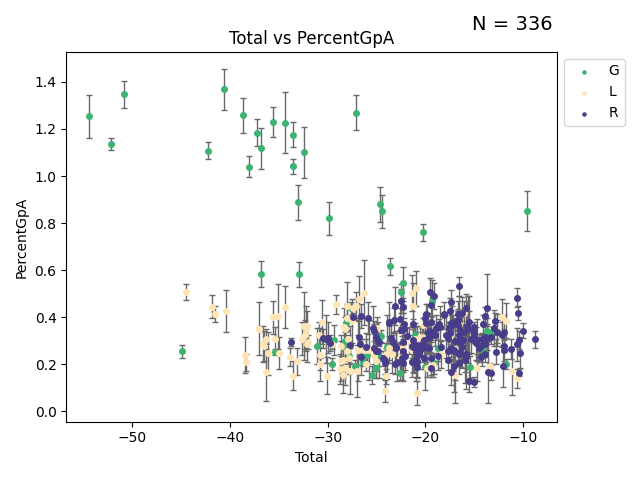 N = 336
Total vs PercentGpA
G
L
R
PercentGpA
1.4
1.2
1.0
0.8
0.6
0.4
0.2
0.0
−50
−40
−30
−20
−10
Total